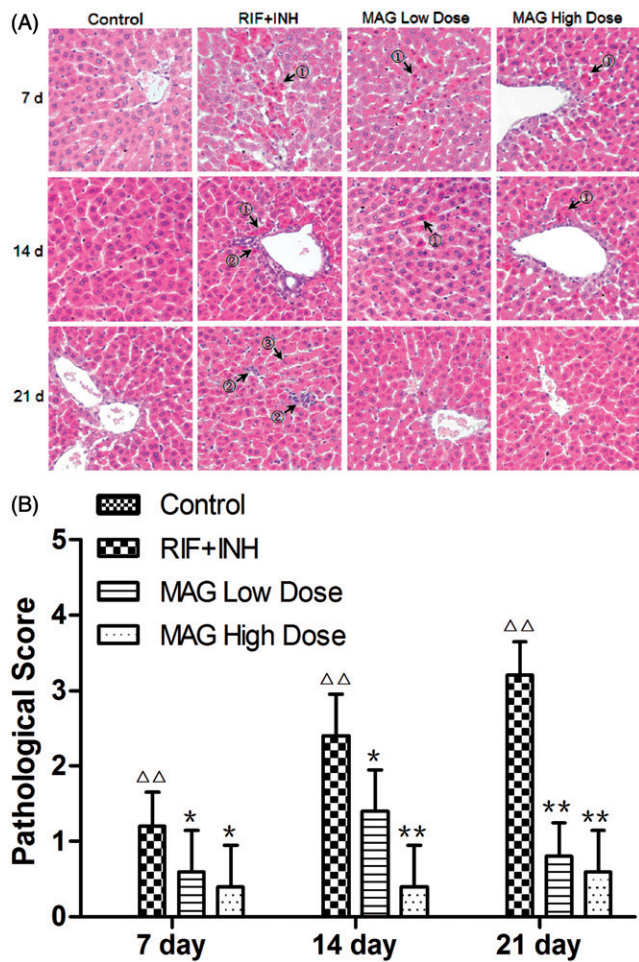 (A)
Control RIF+INH MAG Low Dose MAG High Dose
7 d
① ① ①
14 d
① ② ① ①
21 d
③ ② ②
(B)
Control
RIF+INH
MAG Low Dose
MAG High Dose
Pathological Score
5
4
3
2
1
0
△△ * *
△△ * **
△△ ** **
7 day 14 day 21 day